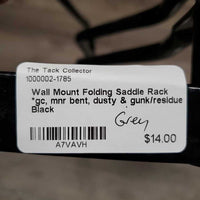 The Tack Collector
1000002-1785
Wall Mount Folding Saddle Rack
*gc, mnr bent, dusty & gunk/residue
Black
Grey
A7VAVH
$14.00